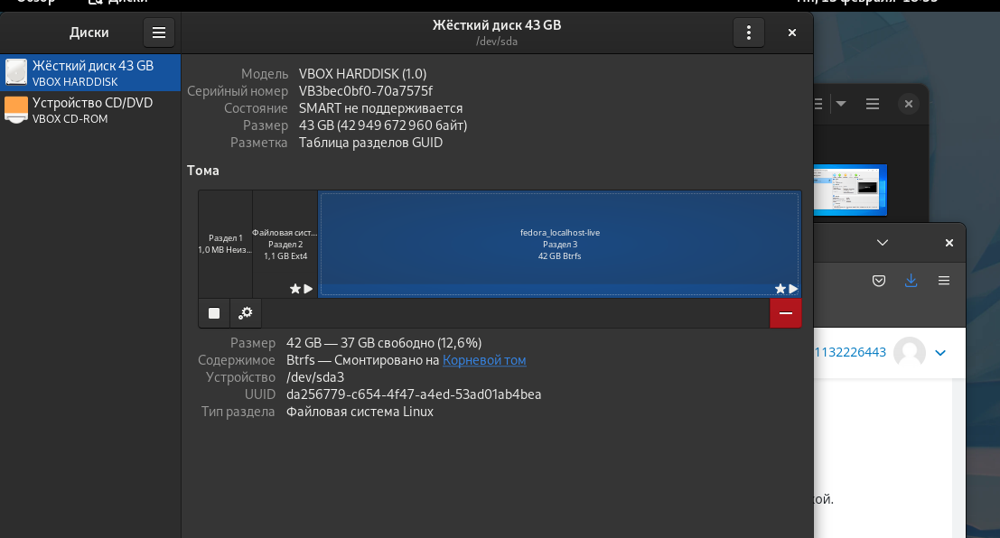 Обзор Диски Пн, 13 февраля
Диски
Жёсткий диск 43 GB
/dev/sda
Жёсткий диск 43 GB
VBOX HARDDISK
Устройство CD/DVD
VBOX CD-ROM
Модель VBOX HARDDISK (1.0)
Серийный номер VB3bec0bf0-70a7575f
Состояние SMART не поддерживается
Размер 43 GB (42 949 672 960 байт)
Разметка Таблица разделов GUID
Тома
Раздел 1
1,0 MB Неиз...
Файловая сист...
Раздел 2
1,1 GB Ext4
fedora_localhost-live
Раздел 3
42 GB Btrfs
Размер 42 GB — 37 GB свободно (12,6%)
Содержимое Btrfs — Смонтировано на Корневой том
Устройство /dev/sda3
UUID da256779-c654-4f47-a4ed-53ad01ab4bea
Тип раздела Файловая система Linux
1132226443
ой.